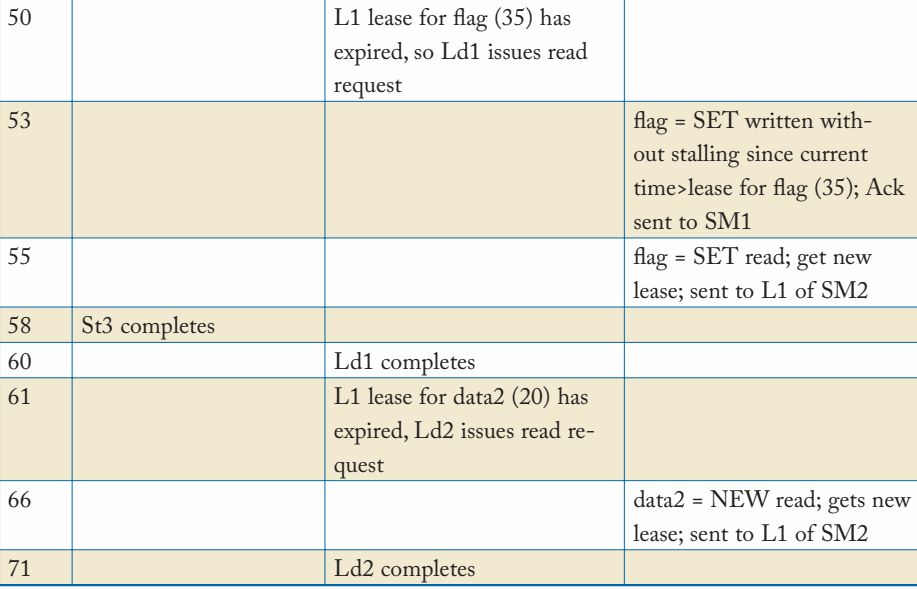 50
L1 lease for flag (35) has
expired, so Ld1 issues read
request
53
flag = SET written with-
out stalling since current
time>lease for flag (35); Ack
sent to SM1
55
flag = SET read; get new
lease; sent to L1 of SM2
58
St3 completes
60
Ld1 completes
61
L1 lease for data2 (20) has
expired, Ld2 issues read re-
quest
66
data2 = NEW read; gets new
lease; sent to L1 of SM2
71
Ld2 completes